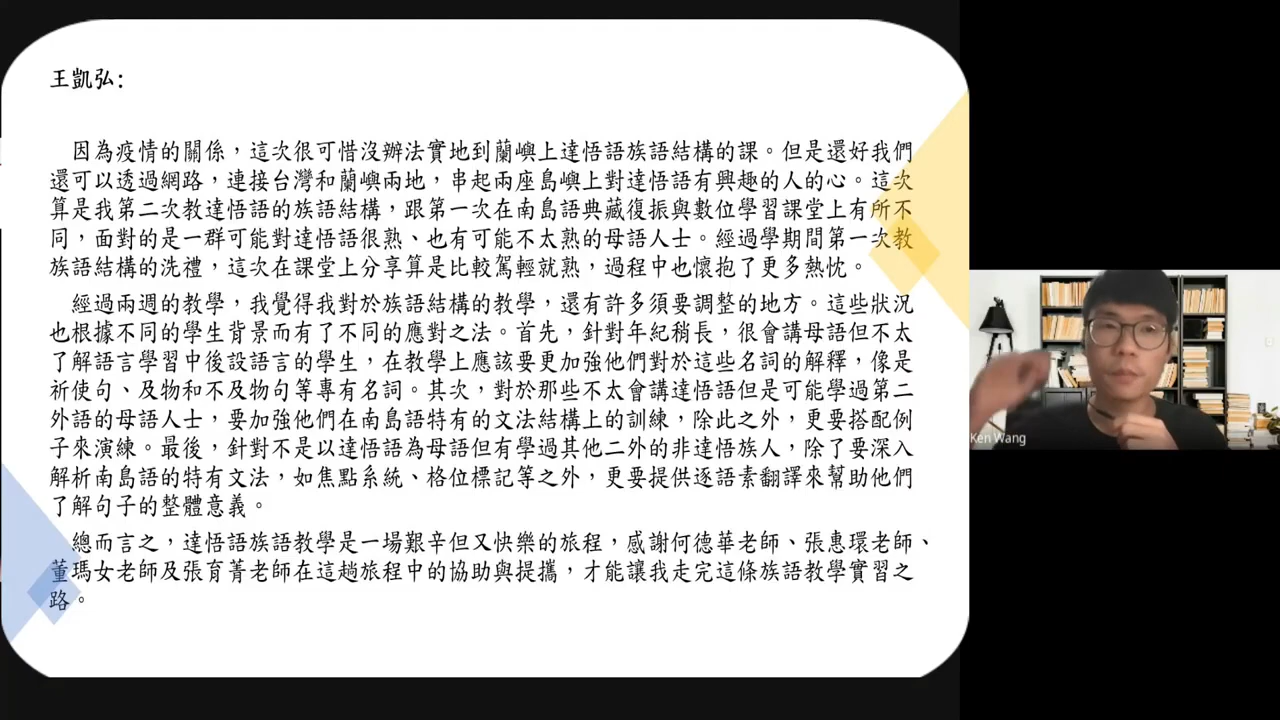 王凱弘:
因為疫情的關係，這次很可惜沒辦法實地到蘭嶼上達悟語族語結構的課。但是還好我們
還可以透過網路，連接台灣和蘭嶼兩地，串起兩座島嶼上對達悟語有興趣的人的心。這次
算是我第二次教達悟語的族語結構，跟第一次在南島語典藏復振與數位學習課堂上有所不
同，面對的是一群可能對達悟語很熟、也有可能不太熟的母語人士。經過學期間第一次教
族語結構的洗禮，這次在課堂上分享算是比較駕輕就熟，過程中也懷抱了更多熱忱。
經過兩週的教學，我覺得我對於族語結構的教學，還有許多須要調整的地方。這些狀況
也根據不同的學生背景而有了不同的應對之法。首先，針對年紀稍長，很會講母語但不太
了解語言學習中後設語言的學生，在教學上應該要更加強他們對於這些名詞的解釋，像是
祈使句、及物和不及物句等專有名詞。其次，對於那些不太會講達悟語但是可能學過第二
外語的母語人士，要加強他們在南島語特有的文法結構上的訓練，除此之外，更要搭配例
子來演練。最後，針對不是以達悟語為母語但有學過其他二外的非達悟族人，除了要深入
解析南島語的特有文法，如焦點系統、格位標記等之外，更要提供逐語素翻譯來幫助他們
了解句子的整體意義。
總而言之，達悟語族語教學是一場艱辛但又快樂的旅程，感謝何德華老師、張惠環老師、
董瑪女老師及張育菁老師在這趟旅程中的協助與提攜，才能讓我走完這條族語教學實習之
路。
Ken Wang